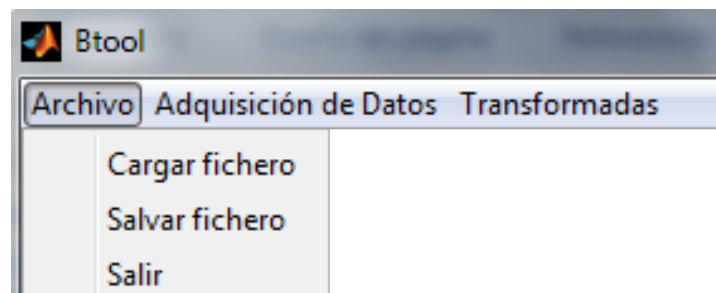 Btool
Archivo Adquisición de Datos Transformadas
Cargar fichero
Salvar fichero
Salir